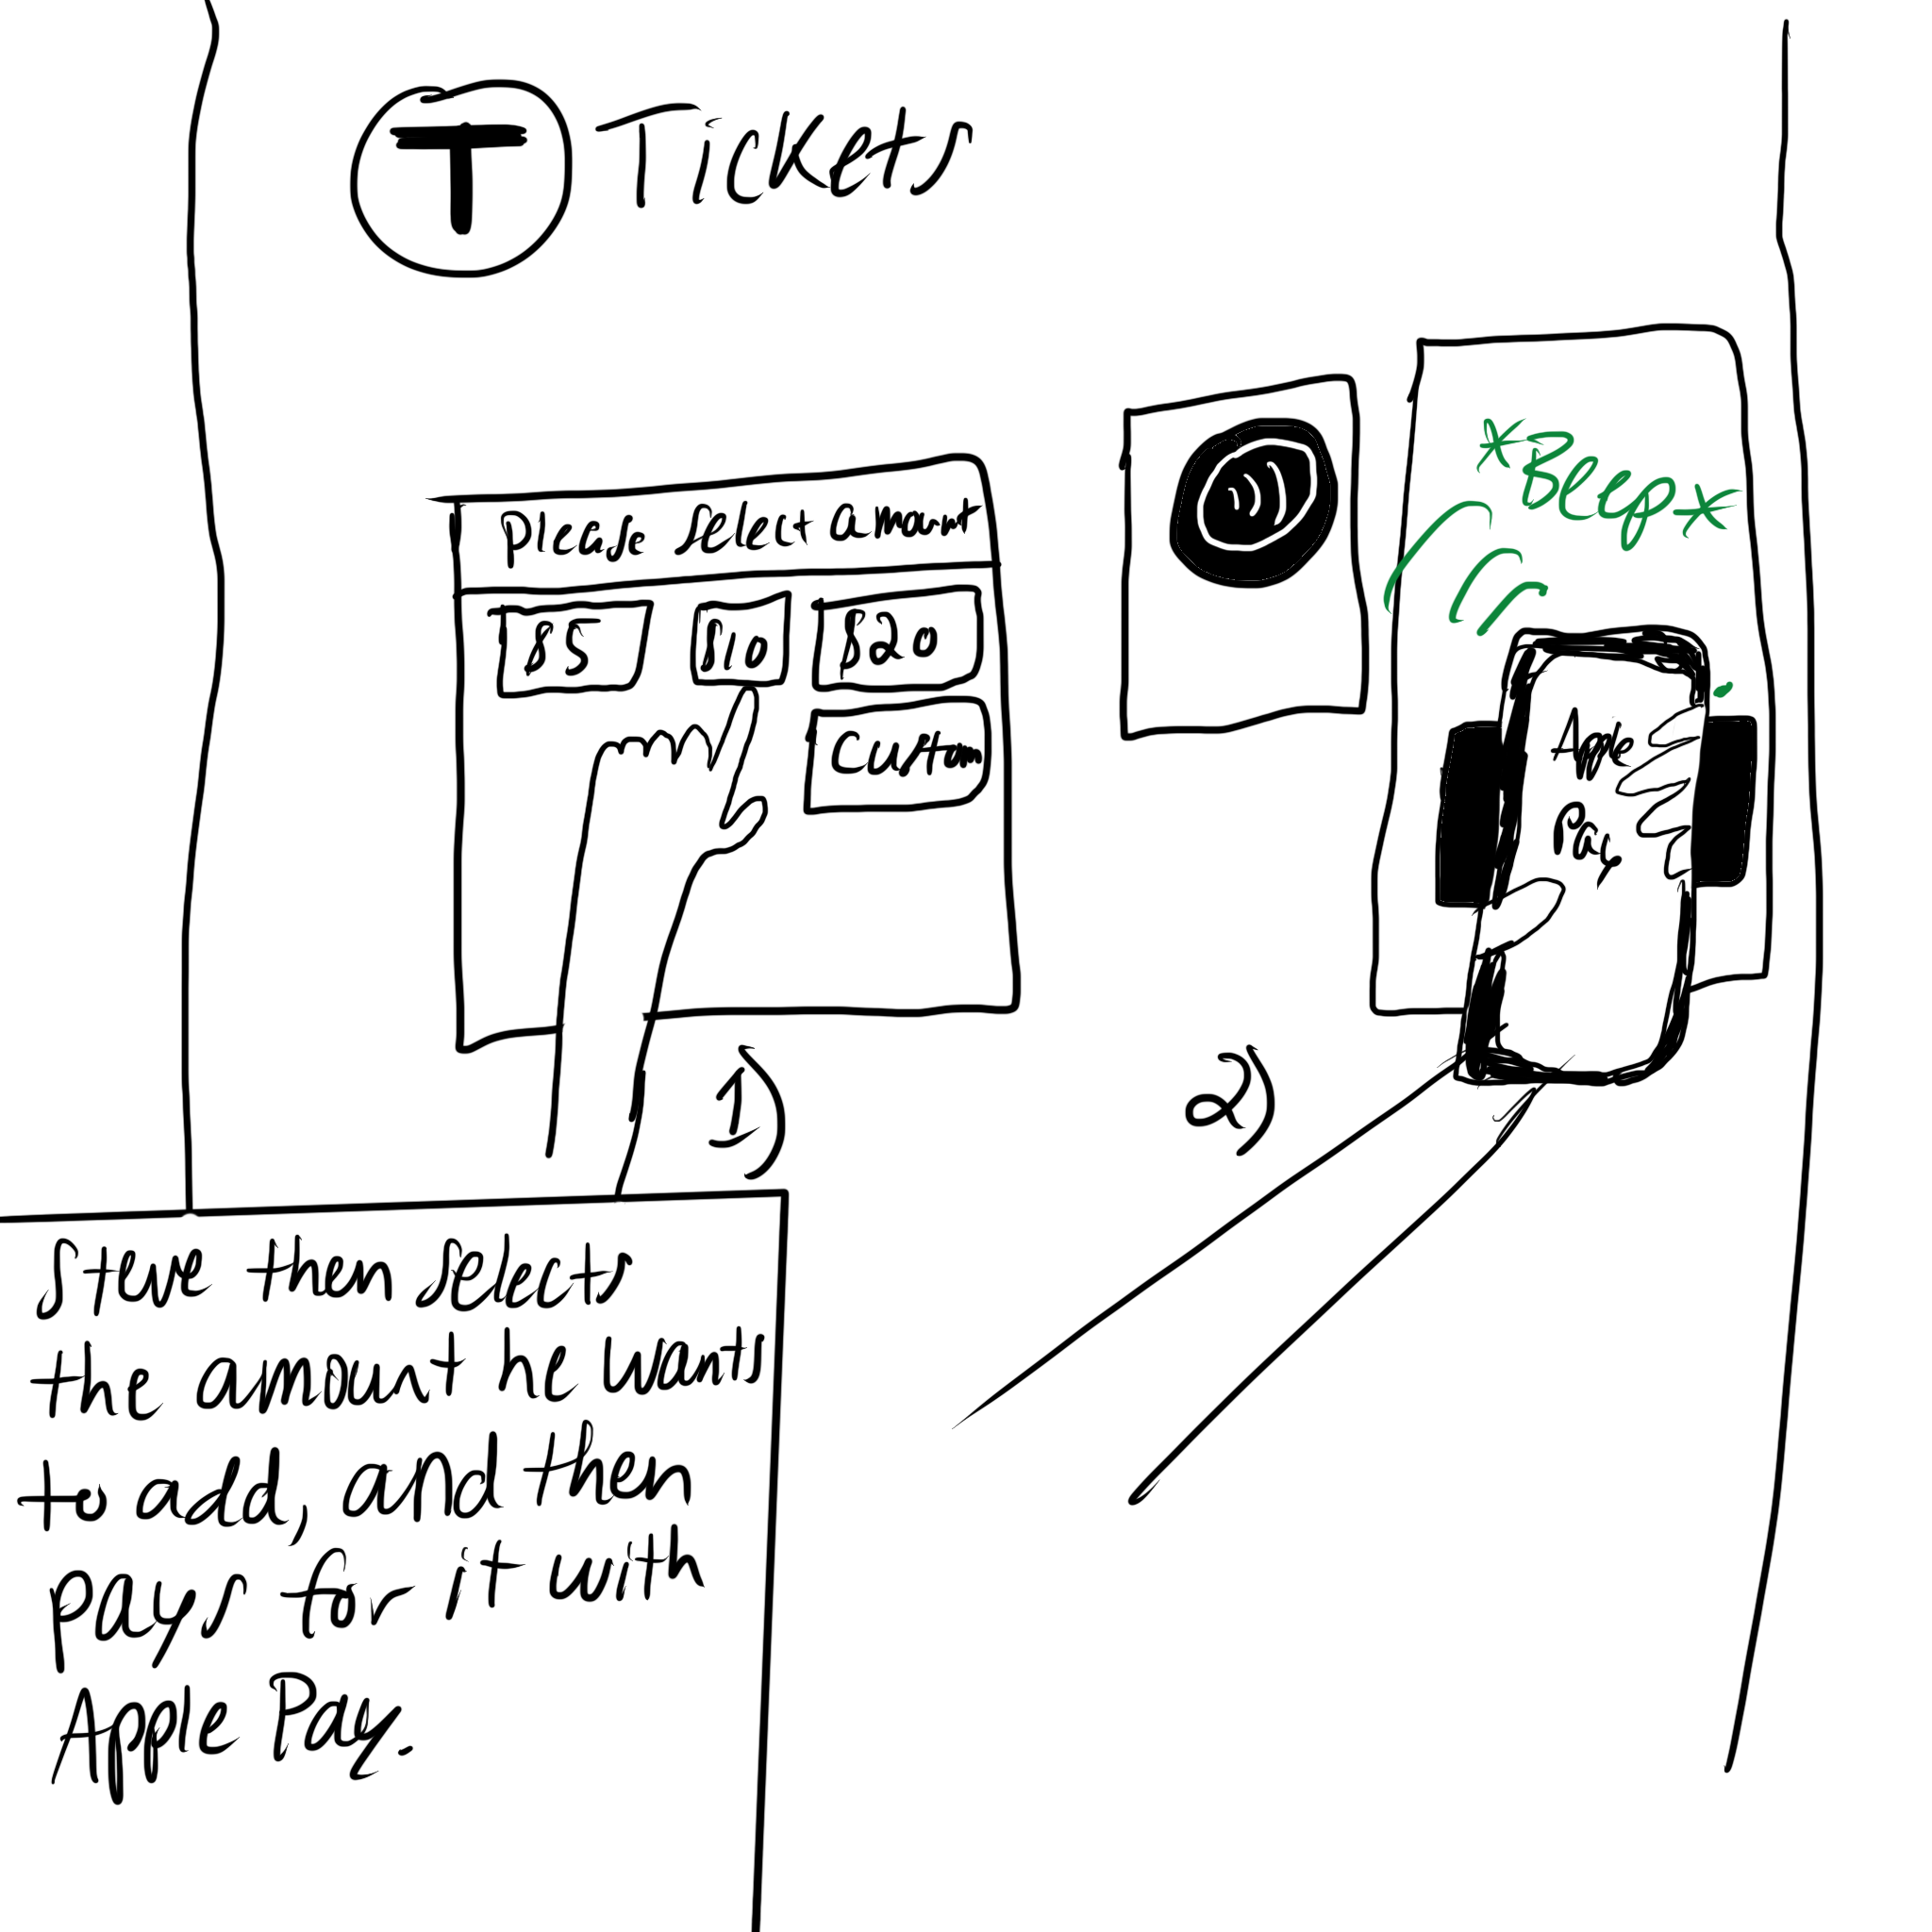 T Tickets
Please select amount
$5 $10 $20
Custom
*Beep*
Apple
Pay
1)
2)
Steve then selects
the amount he wants
to add, and then
pays for it with
Apple Pay.